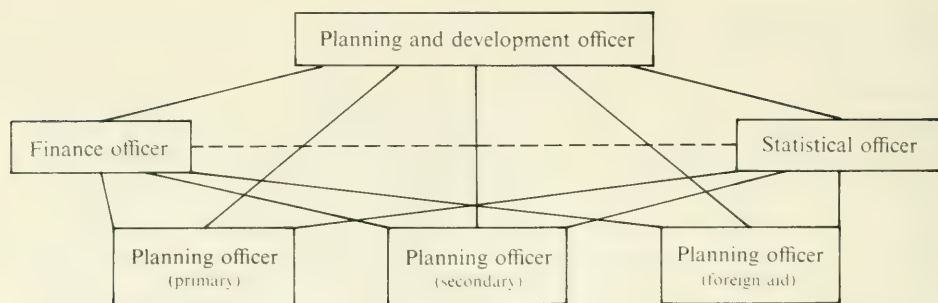 Planning and development officer
Finance officer
Statistical officer
Planning officer
(primary)
Planning officer
(secondary)
Planning officer
(foreign aid)